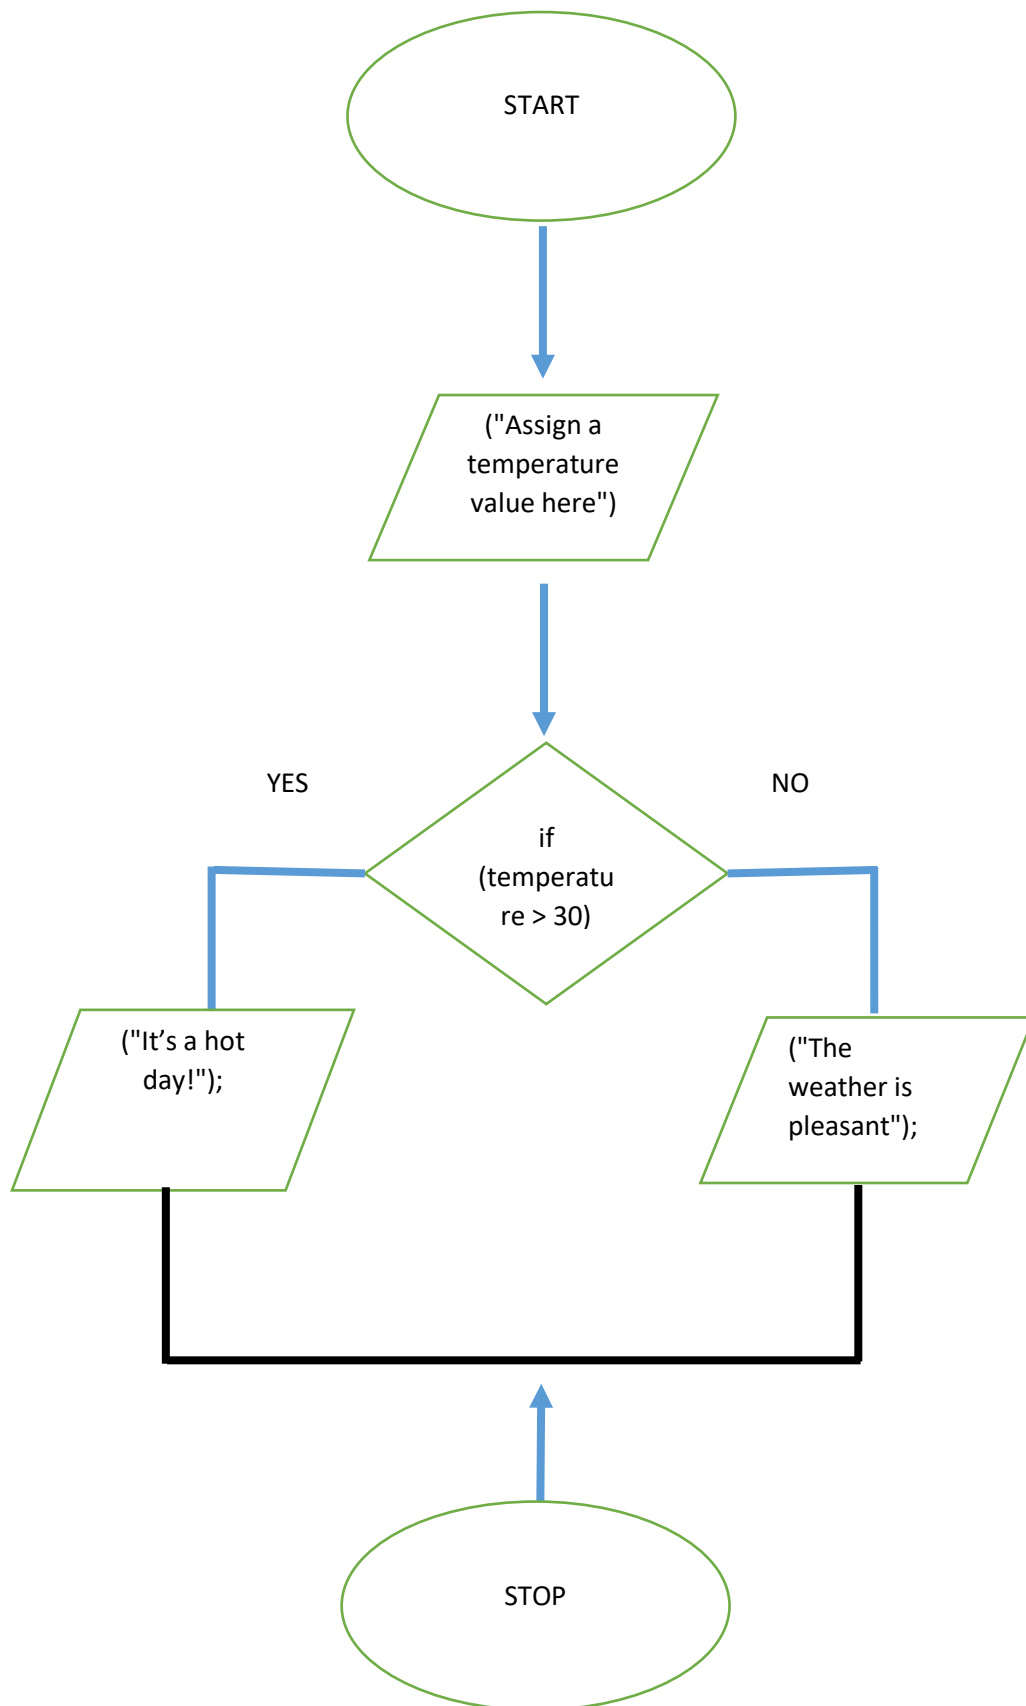 START
("Assign a
temperature
value here")
YES
NO
if
(temperatu
re > 30)
("It’s a hot
day!");
("The
weather is
pleasant");
STOP